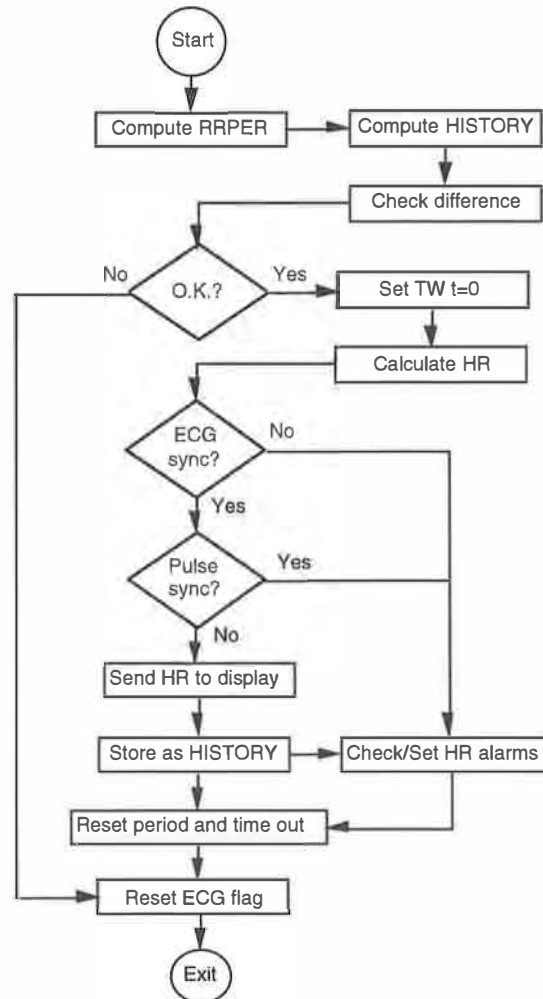 Start
Compute RRPER
Compute HISTORY
Check difference
No
O.K.?
Yes
Set TW t=0
Calculate HR
ECG
sync?
No
Yes
Pulse
sync?
Yes
No
Send HR to display
Store as HISTORY
Check/Set HR alarms
Reset period and time out
Reset ECG flag
Exit